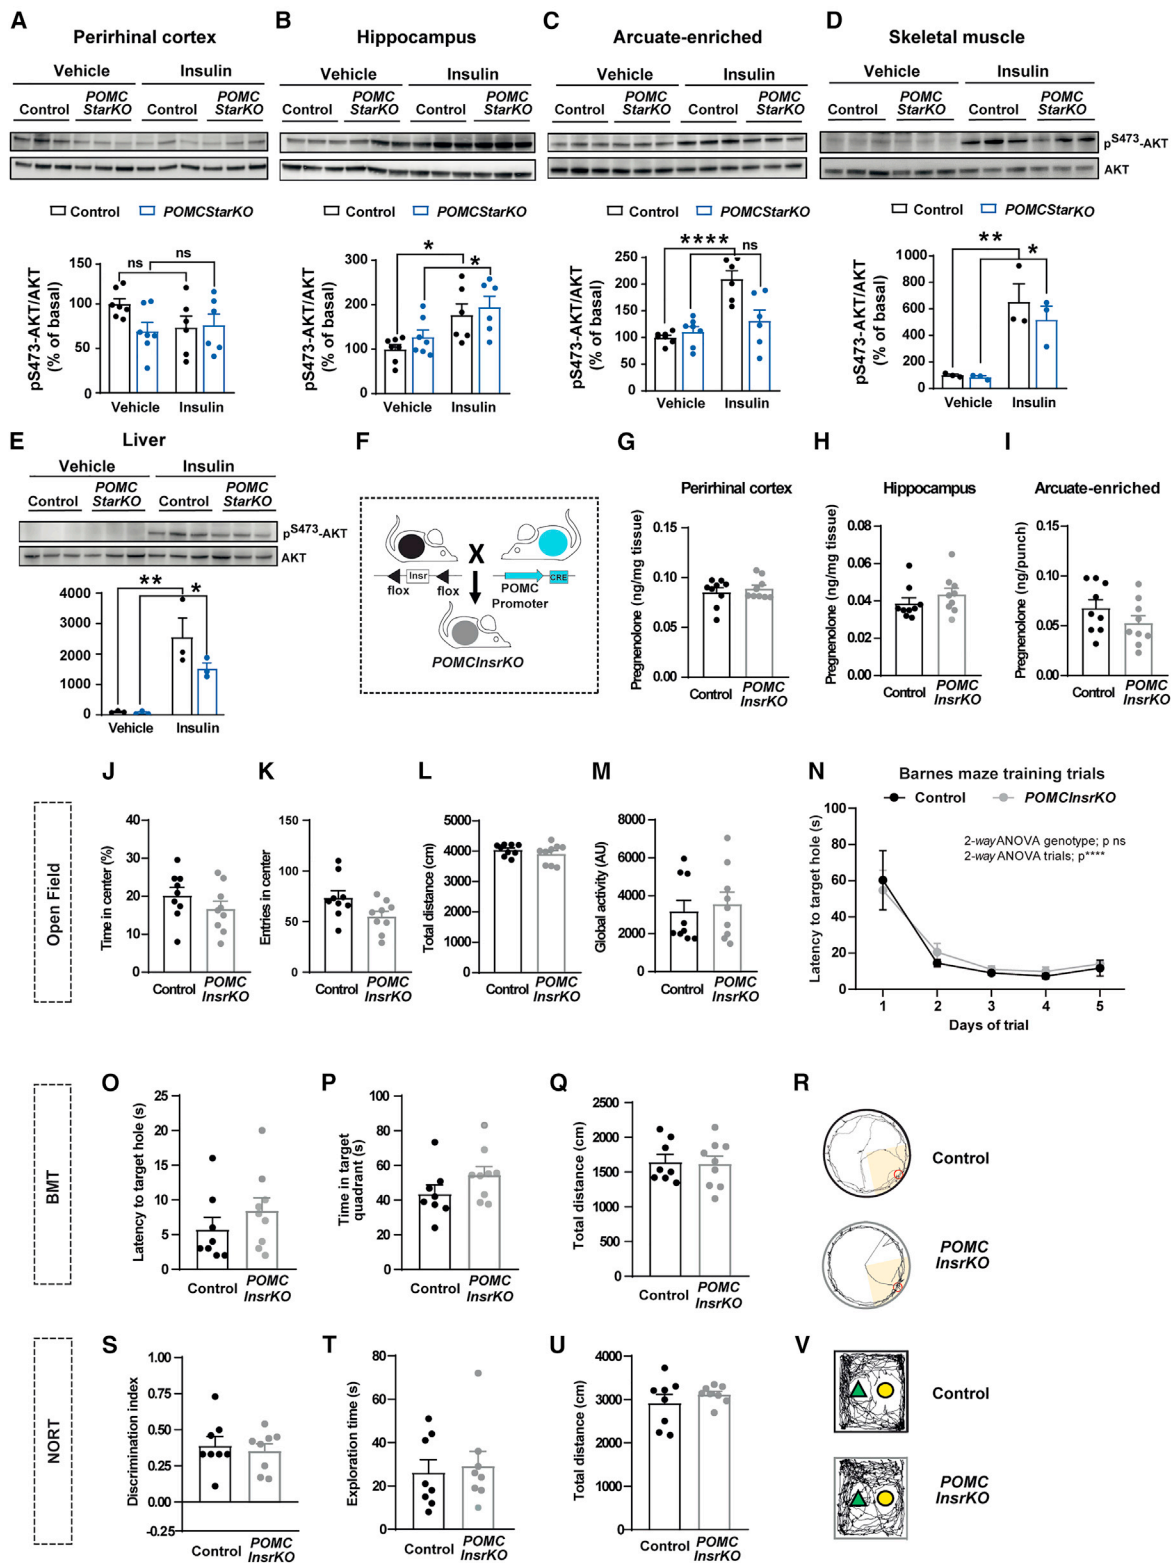 A
Perirhinal cortex
Vehicle
Insulin
Control
POMC
StarKO
Control
POMC
StarKO
B
Hippocampus
Vehicle
Insulin
Control
POMC
StarKO
Control
POMC
StarKO
C
Arcuate-enriched
Vehicle
Insulin
Control
POMC
StarKO
Control
POMC
StarKO
D
Skeletal muscle
Vehicle
Insulin
Control
POMC
StarKO
Control
POMC
StarKO
pS473-AKT
AKT
Control
POMCStarKO
pS473-AKT/AKT
(% of basal)
150
100
50
0
ns
ns
Vehicle
Insulin
Control
POMCStarKO
pS473-AKT/AKT
(% of basal)
300
200
100
0
*
*
Vehicle
Insulin
Control
POMCStarKO
pS473-AKT/AKT
(% of basal)
250
200
150
100
50
0
****
ns
Vehicle
Insulin
Control
POMCStarKO
pS473-AKT/AKT
(% of basal)
1000
800
600
400
200
0
**
*
Vehicle
Insulin
E
Liver
Vehicle
Insulin
Control
POMC
StarKO
Control
POMC
StarKO
pS473-AKT
AKT
4000
3000
2000
1000
0
**
*
Vehicle
Insulin
F
X
Insr
flox
flox
CRE
POMC
Promoter
POMCInsrKO
G
Perirhinal cortex
Pregnenolone (ng/mg tissue)
0.15
0.10
0.05
0.00
Control
POMC
InsrKO
H
Hippocampus
Pregnenolone (ng/mg tissue)
0.08
0.06
0.04
0.02
0.00
Control
POMC
InsrKO
I
Arcuate-enriched
Pregnenolone (ng/punch)
0.15
0.10
0.05
0.00
Control
POMC
InsrKO
Open Field
J
Time in center (%)
40
30
20
10
0
Control
POMC
InsrKO
K
Entries in center
150
100
50
0
Control
POMC
InsrKO
L
Total distance (cm)
5000
4000
3000
2000
1000
0
Control
POMC
InsrKO
M
Global activity (AU)
8000
6000
4000
2000
0
Control
POMC
InsrKO
N
Barnes maze training trials
Control
POMCInsrKO
2-way ANOVA genotype; p ns
2-way ANOVA trials; p****
Latency to target hole (s)
100
80
60
40
20
0
1
2
3
4
5
Days of trial
BMT
O
Latency to target hole (s)
25
20
15
10
5
0
Control
POMC
InsrKO
P
Time in target
quadrant (s)
100
80
60
40
20
0
Control
POMC
InsrKO
Q
Total distance (cm)
2500
2000
1500
1000
500
0
Control
POMC
InsrKO
R
Control
POMC
InsrKO
NORT
S
Discrimination index
1.00
0.75
0.50
0.25
0.00
-0.25
Control
POMC
InsrKO
T
Exploration time (s)
80
60
40
20
0
Control
POMC
InsrKO
U
Total distance (cm)
4000
3000
2000
1000
0
Control
POMC
InsrKO
V
Control
POMC
InsrKO